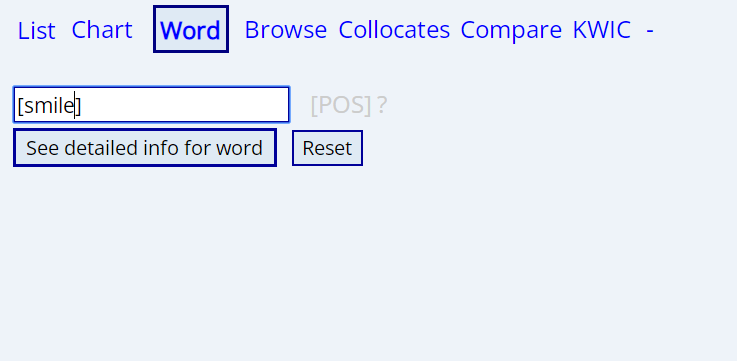 List Chart Word Browse Collocates Compare KWIC -
[smile] [POS] ?
See detailed info for word Reset